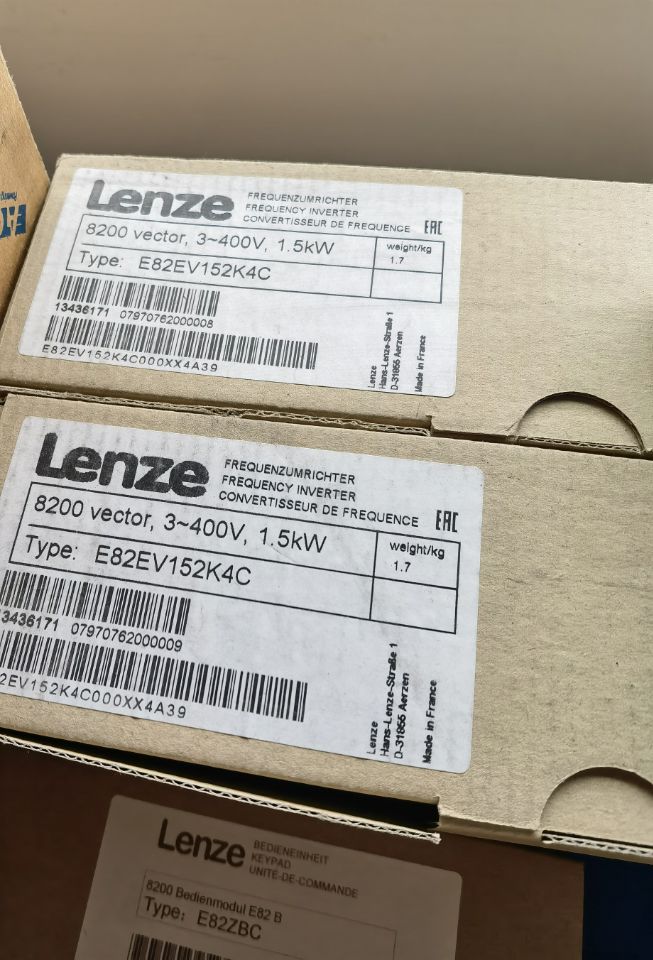 Lenze
FREQUENZUMRICHTER
FREQUENCY INVERTER
CONVERTISSEUR DE FREQUENCE
EAC
8200 vector, 3~400V, 1.5kW
weight/kg
1.7
Type: E82EV152K4C
13436171 07970762000008
E82EV152K4C000XX4A39
Lenze
Hans-Lenze-Straße 1
D-31855 Aerzen
Made in France
Lenze
FREQUENZUMRICHTER
FREQUENCY INVERTER
CONVERTISSEUR DE FREQUENCE
EAC
8200 vector, 3~400V, 1.5kW
weight/kg
1.7
Type: E82EV152K4C
3436171 07970762000009
2EV152K4C000XX4A39
Lenze
Hans-Lenze-Straße 1
D-31855 Aerzen
Made in France
Lenze
BEDIENEINHEIT
KEYPAD
UNITE-DE-COMMANDE
8200 Bedienmodul E82 B
Type: E82ZBC